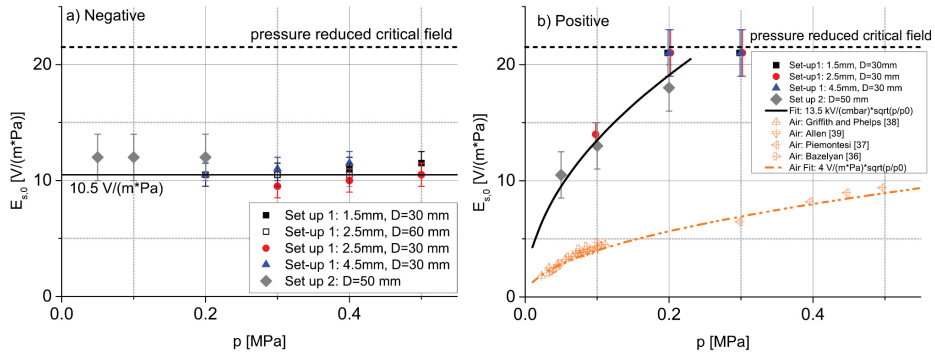 a) Negative
pressure reduced critical field
20
10
0
10.5 V/(m*Pa)
E_s,0 [V/(m*Pa)]
Set up 1: 1.5mm, D=30 mm
Set-up 1: 2.5mm, D=60 mm
Set up 1: 2.5mm, D=30 mm
Set-up 1: 4.5mm, D=30 mm
Set up 2: D=50 mm
0.0 0.2 0.4
p [MPa]
b) Positive
pressure reduced critical field
20
10
0
E_s,0 [V/(m*Pa)]
Set-up1: 1.5mm, D=30mm
Set-up1: 2.5mm, D=30 mm
Set-up 1: 4.5mm, D=30 mm
Set up 2: D=50 mm
Fit: 13.5 kV/(cmbar)*sqrt(p/p0)
Air: Griffith and Phelps [38]
Air: Allen [39]
Air: Piemontesi [37]
Air: Bazelyan [36]
Air Fit: 4 V/(m*Pa)*sqrt(p/p0)
0.0 0.2 0.4
p [MPa]